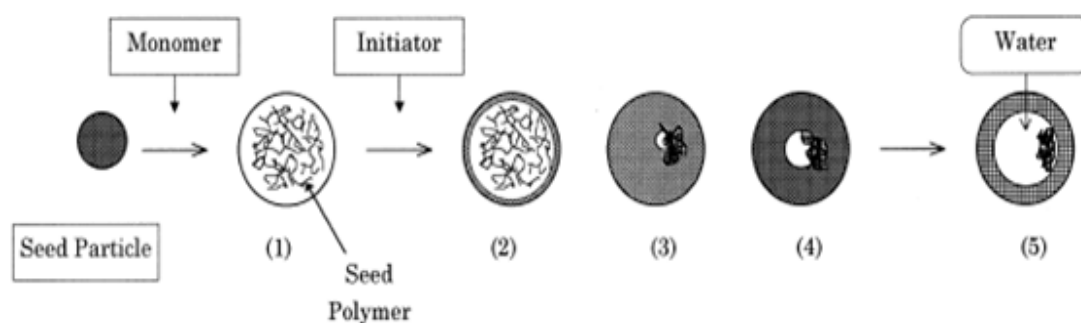 Monomer
Initiator
Water
Seed Particle
(1)
(2)
(3)
(4)
(5)
Seed
Polymer